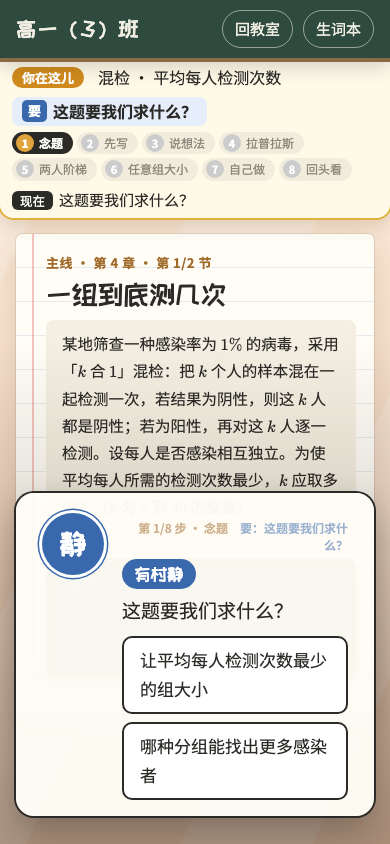 高一（3）班
回教室
生词本
你在这儿 混检 · 平均每人检测次数
要 这题要我们求什么？
1 念题 2 先写 3 说想法 4 拉普拉斯
5 两人阶梯 6 任意组大小 7 自己做 8 回头看
现在 这题要我们求什么？
主线 · 第 4 章 · 第 1/2 节
一组到底测几次
某地筛查一种感染率为 1% 的病毒，采用
「k 合 1」混检：把 k 个人的样本混在一
起检测一次，若结果为阴性，则这 k 人
都是阴性；若为阳性，再对这 k 人逐一
检测。设每人是否感染相互独立。为使
平均每人所需的检测次数最少，k 应取多
第 1/8 步 · 念题 要：这题要我们求什
么？
静
有村静
这题要我们求什么？
让平均每人检测次数最少
的组大小
哪种分组能找出更多感染
者